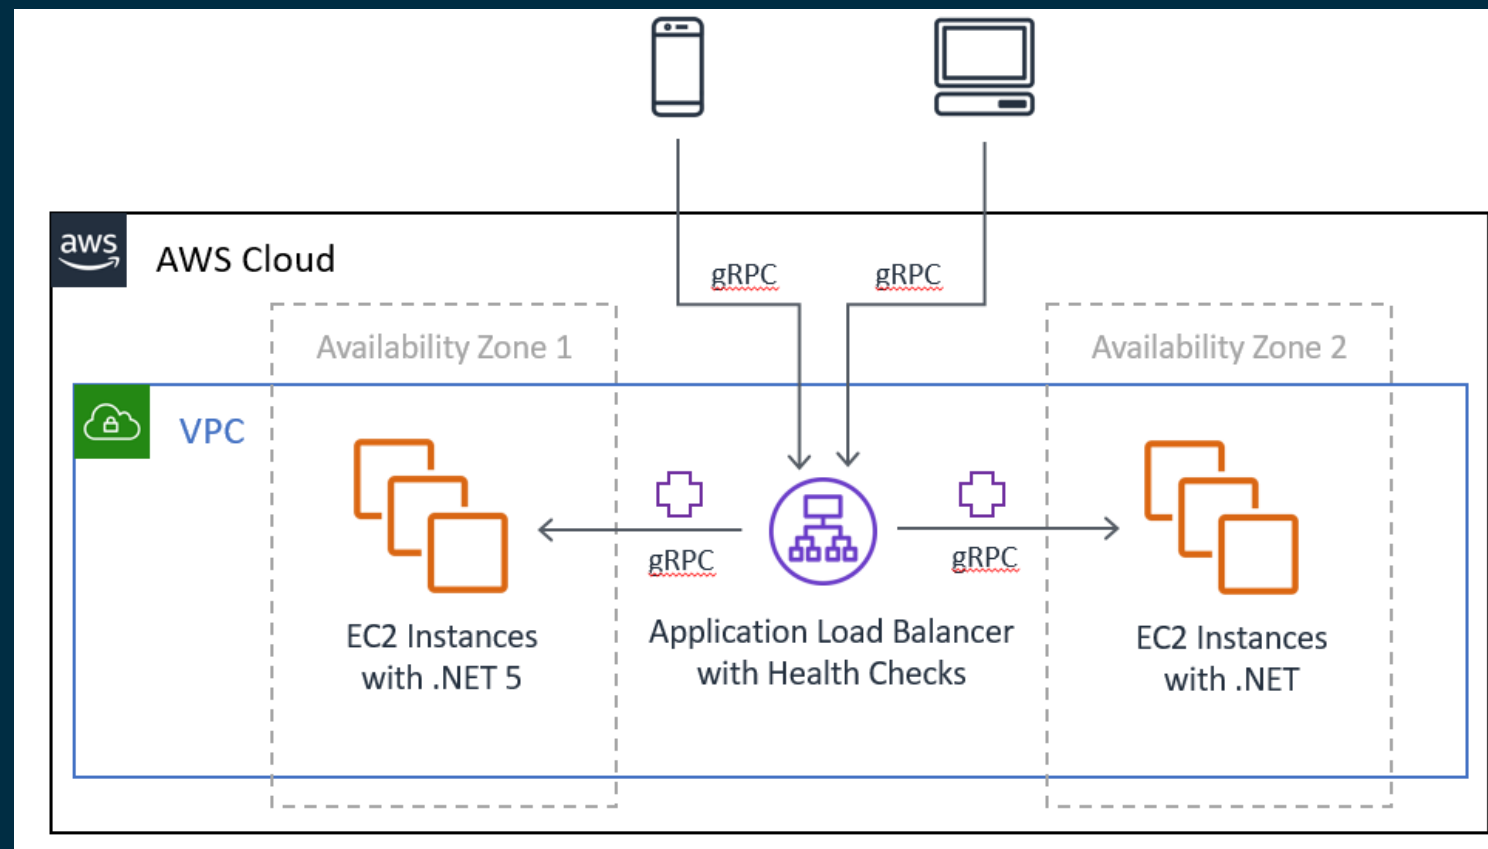 aws
AWS Cloud
gRPC
gRPC
Availability Zone 1
Availability Zone 2
VPC
gRPC
gRPC
EC2 Instances
with .NET 5
Application Load Balancer
with Health Checks
EC2 Instances
with .NET